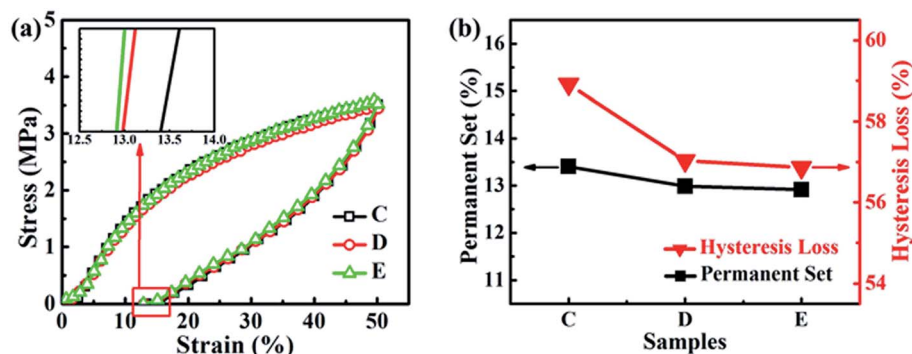 (a)
5
4
3
2
1
0
Stress (MPa)
12.5 13.0 13.5 14.0
C
D
E
0 10 20 30 40 50
Strain (%)
(b)
16
15
14
13
12
11
Permanent Set (%)
60
58
56
54
Hysteresis Loss (%)
Hysteresis Loss
Permanent Set
C D E
Samples